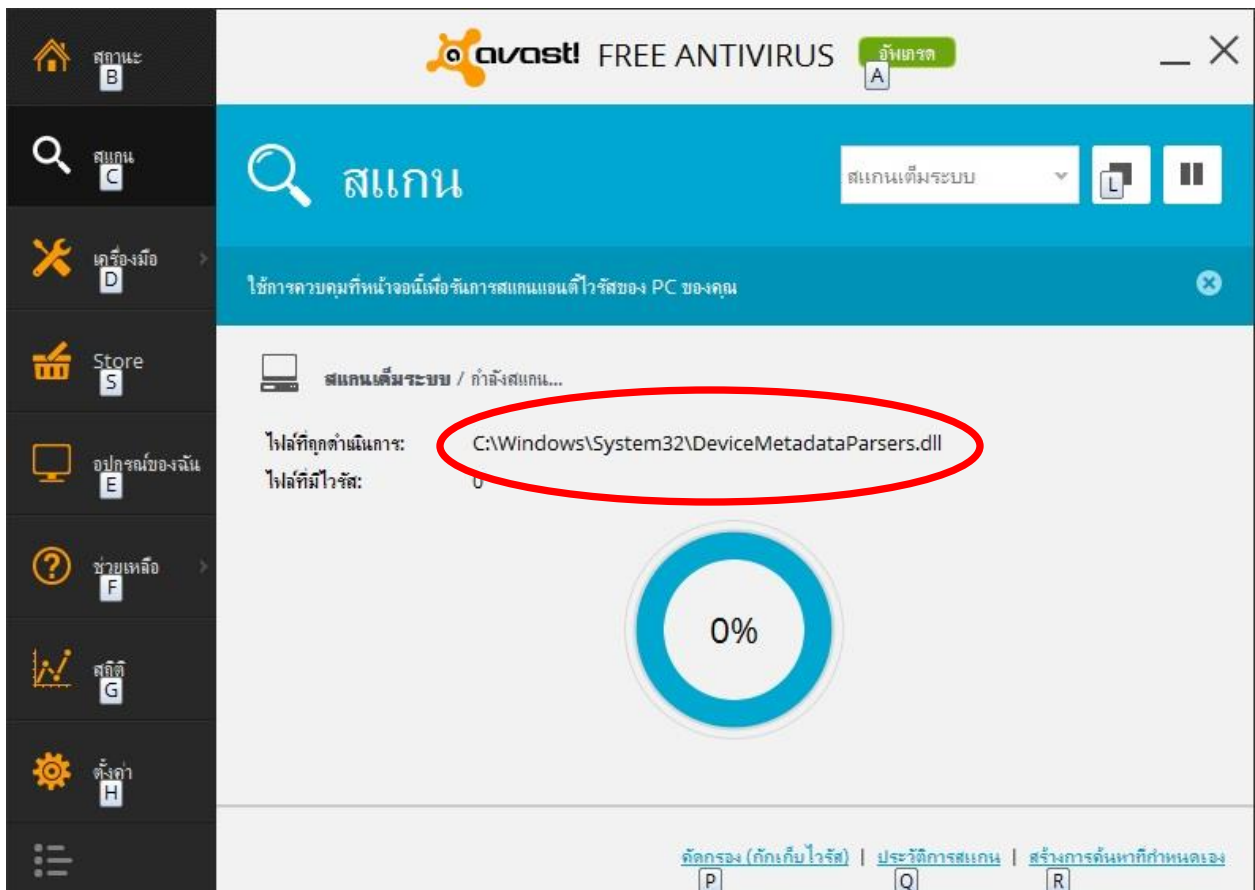 สถานะ
B
avast! FREE ANTIVIRUS
อัพเกรด
A
สแกน
C
สแกน
สแกนเต็มระบบ
L
เครื่องมือ
D
ใช้การควบคุมที่หน้าจอนี้เพื่อรันการสแกนแอนตี้ไวรัสของ PC ของคุณ
Store
S
สแกนเต็มระบบ / กำลังสแกน...
ไฟล์ที่ถูกดำเนินการ: C:\Windows\System32\DeviceMetadataParsers.dll
ไฟล์ที่มีไวรัส: 0
อุปกรณ์ของฉัน
E
ช่วยเหลือ
F
0%
สถิติ
G
ตั้งค่า
H
คัดกรอง (กักเก็บไวรัส) | ประวัติการสแกน | สร้างการค้นหาที่กำหนดเอง
P Q R